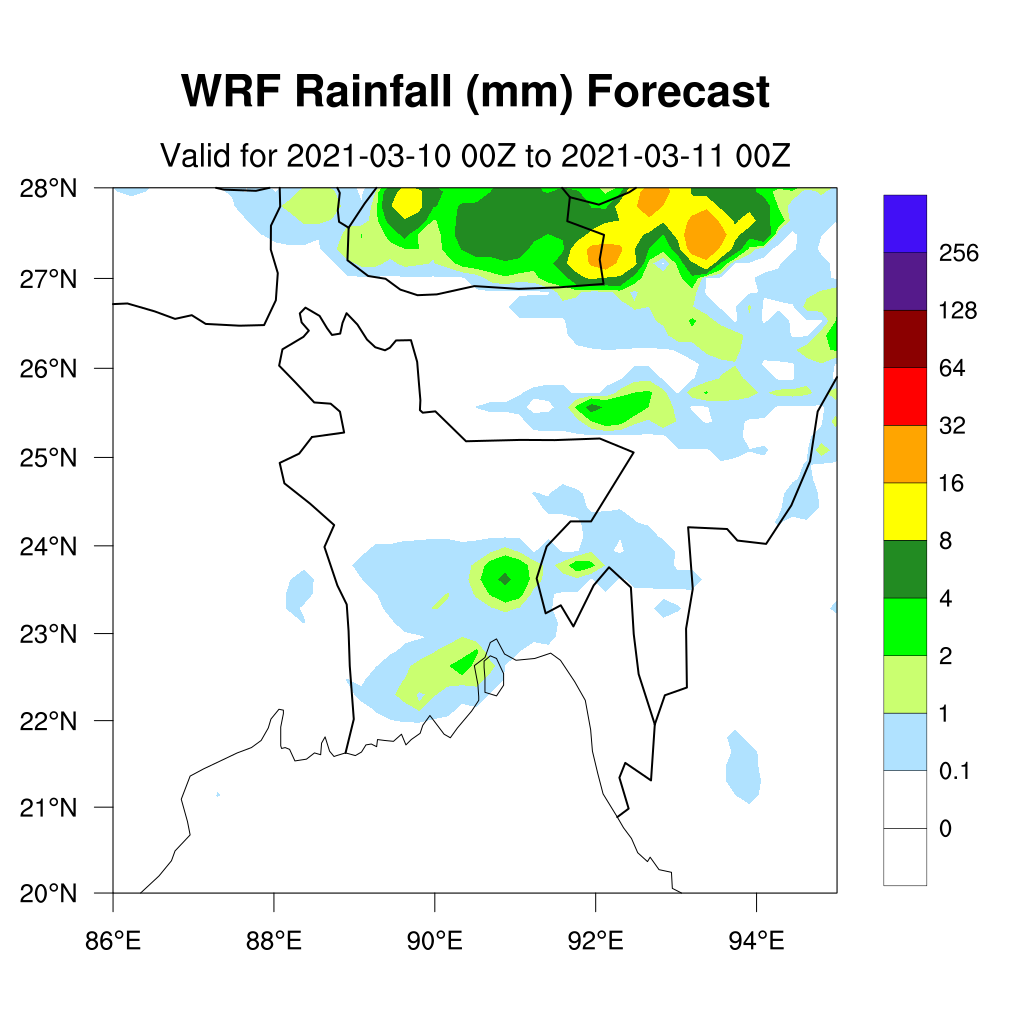 WRF Rainfall (mm) Forecast
Valid for 2021-03-10 00Z to 2021-03-11 00Z
28°N
27°N
26°N
25°N
24°N
23°N
22°N
21°N
20°N
86°E 88°E 90°E 92°E 94°E
256
128
64
32
16
8
4
2
1
0.1
0